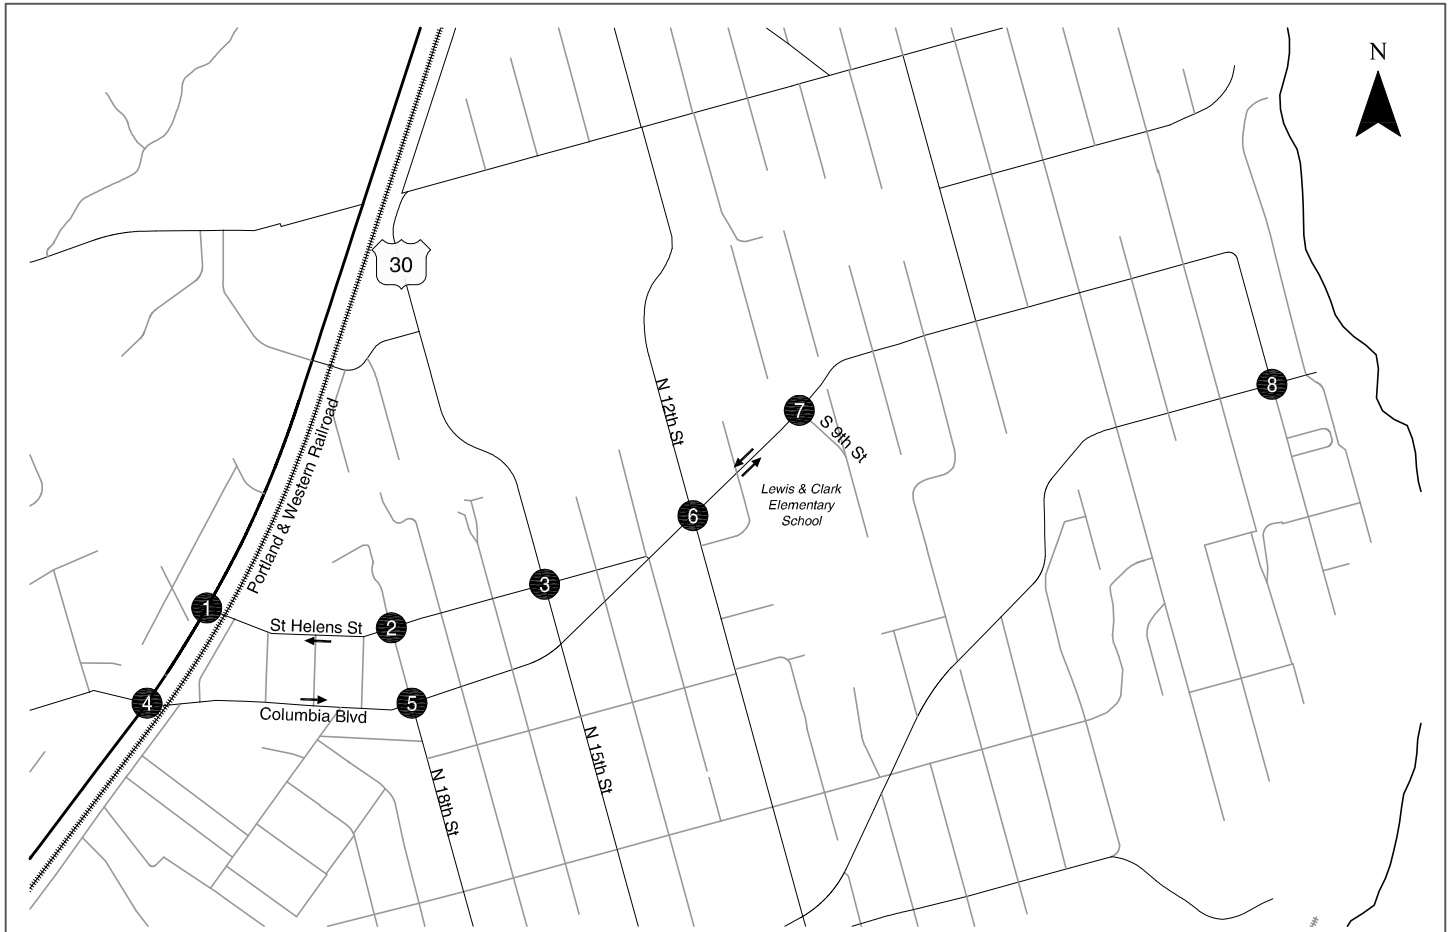 N
30
N 12th St
8
7
S 9th St
Portland & Western Railroad
Lewis & Clark
Elementary
School
6
3
1
St Helens St
2
4
5
Columbia Blvd
N 15th St
N 18th St